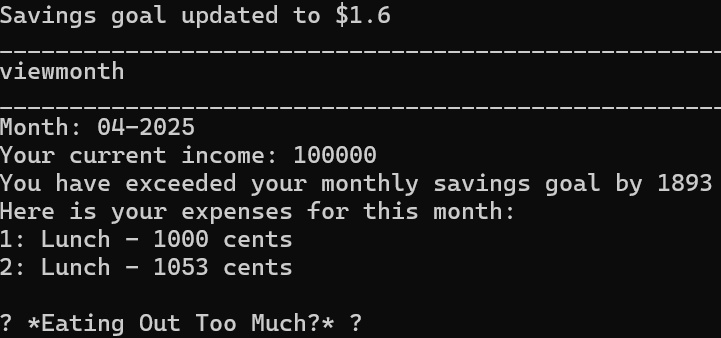 Savings goal updated to $1.6
____________________________________________________
viewmonth
____________________________________________________
Month: 04-2025
Your current income: 100000
You have exceeded your monthly savings goal by 1893
Here is your expenses for this month:
1: Lunch - 1000 cents
2: Lunch - 1053 cents
? *Eating Out Too Much?* ?